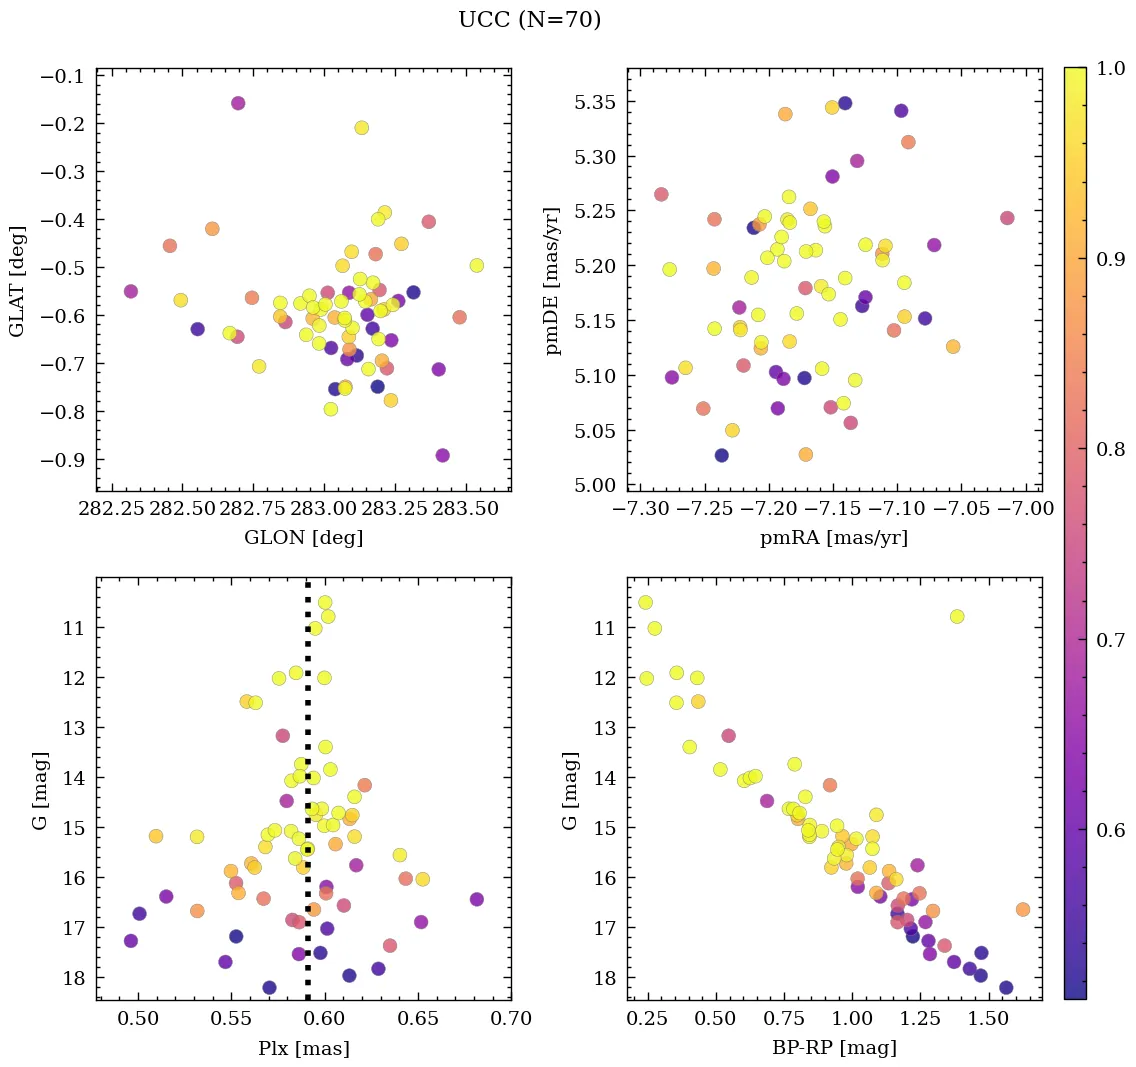 UCC (N=70)
−0.1
−0.2
−0.3
−0.4
−0.5
−0.6
−0.7
−0.8
−0.9
GLAT [deg]
282.25 282.50 282.75 283.00 283.25 283.50
GLON [deg]
5.35
5.30
5.25
5.20
5.15
5.10
5.05
5.00
pmDE [mas/yr]
−7.30 −7.25 −7.20 −7.15 −7.10 −7.05 −7.00
pmRA [mas/yr]
11
12
13
14
15
16
17
18
G [mag]
0.50 0.55 0.60 0.65 0.70
Plx [mas]
11
12
13
14
15
16
17
18
G [mag]
0.25 0.50 0.75 1.00 1.25 1.50
BP-RP [mag]
1.0
0.9
0.8
0.7
0.6